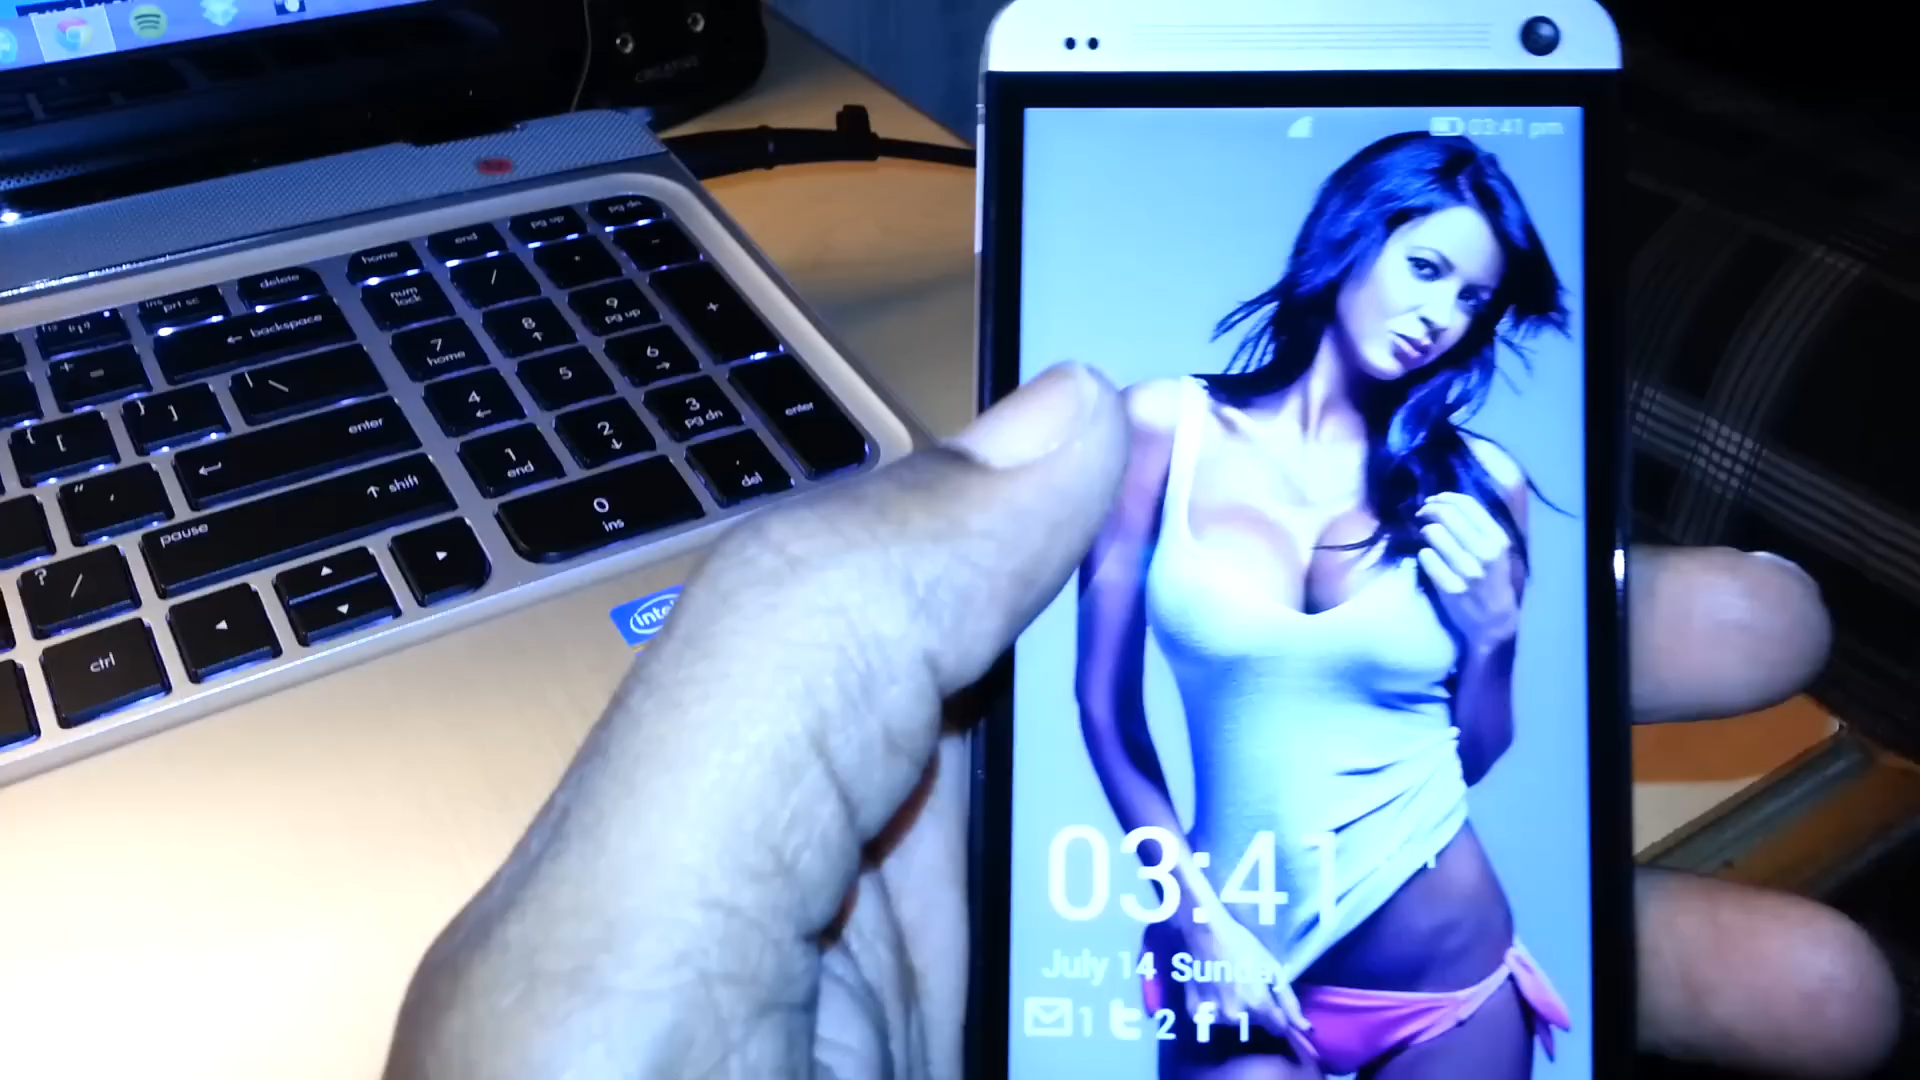 CREATIVE
03:41 pm
pg dn
pg up
end
home
delete
ins
prt sc
backspace
num
lock
/
*
-
+
7
home
8
9
pg up
4
5
6
+
=
\
|
}
]
{
[
enter
1
end
2
3
pg dn
enter
"
'
shift
0
ins
.
del
pause
?
/
ctrl
intel
03:41
July 14 Sunday
1 2 f 1